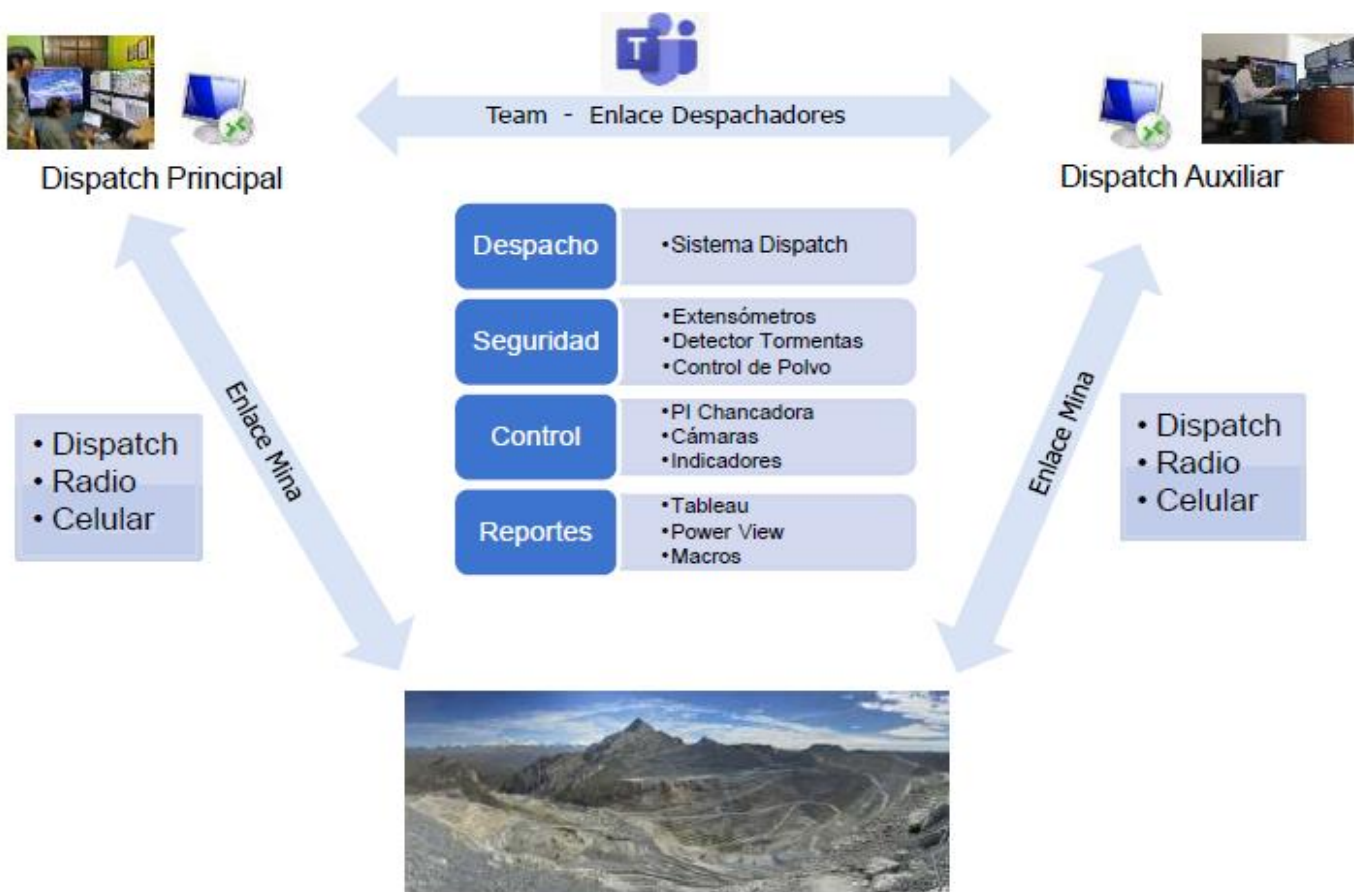 T
Team - Enlace Despachadores
Dispatch Principal
Dispatch Auxiliar
Despacho
•Sistema Dispatch
Seguridad
•Extensómetros
•Detector Tormentas
•Control de Polvo
Control
•PI Chancadora
•Cámaras
•Indicadores
Reportes
•Tableau
•Power View
•Macros
Enlace Mina
• Dispatch
• Radio
• Celular
Enlace Mina
• Dispatch
• Radio
• Celular